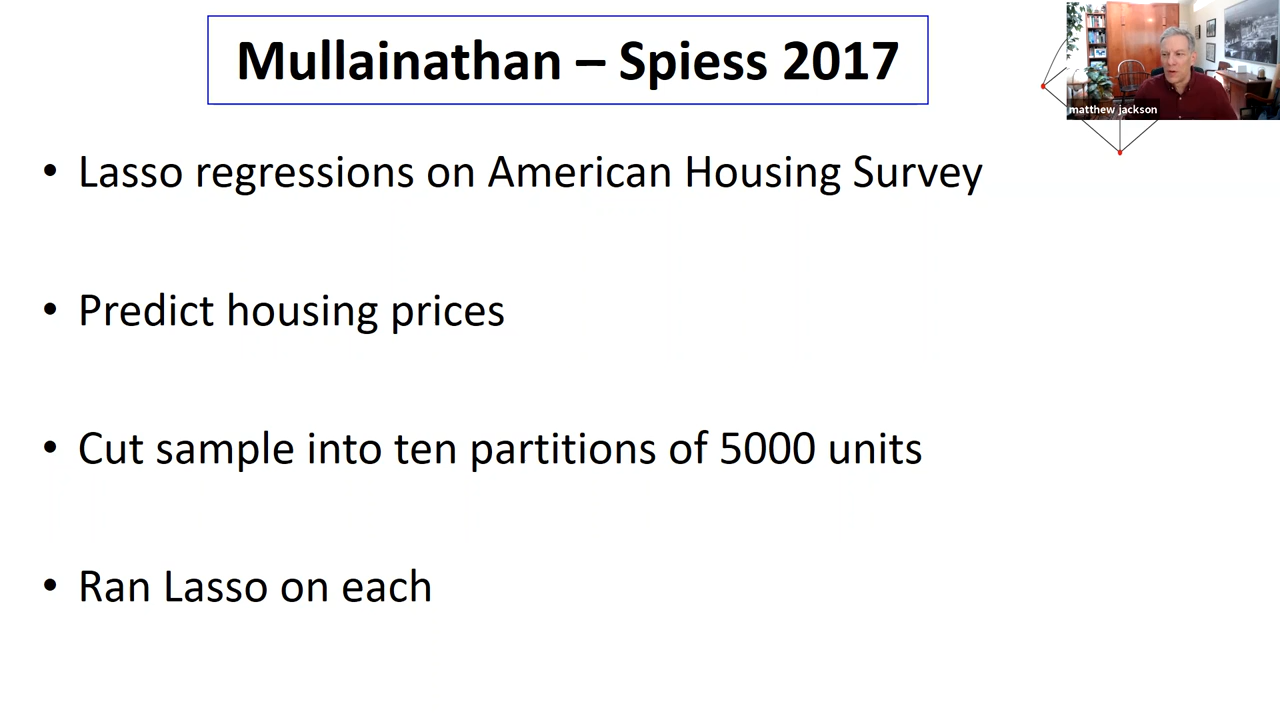 Mullainathan – Spiess 2017
matthew jackson
• Lasso regressions on American Housing Survey
• Predict housing prices
• Cut sample into ten partitions of 5000 units
• Ran Lasso on each